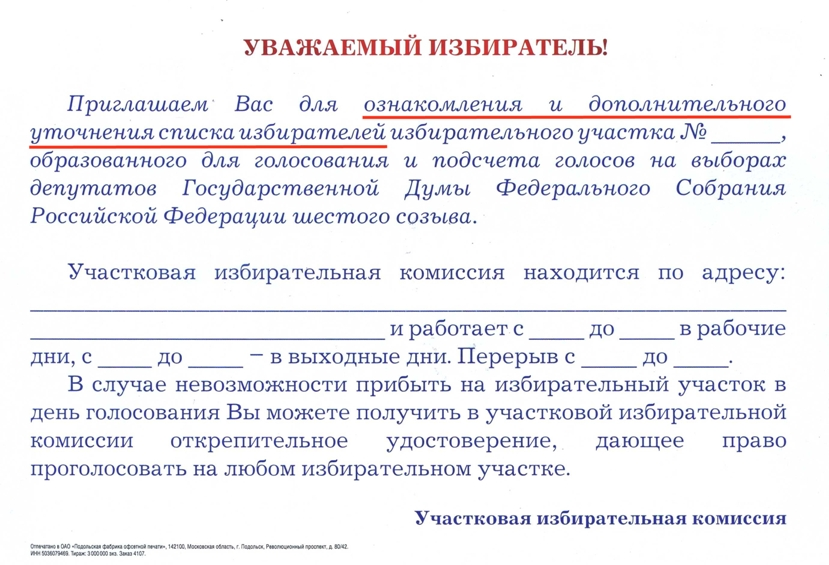 УВАЖАЕМЫЙ ИЗБИРАТЕЛЬ!
Приглашаем Вас для ознакомления и дополнительного
уточнения списка избирателей избирательного участка № ______,
образованного для голосования и подсчета голосов на выборах
депутатов Государственной Думы Федерального Собрания
Российской Федерации шестого созыва.
Участковая избирательная комиссия находится по адресу:
______________________________________________________________
_____________________________ и работает с _____ до _____ в рабочие
дни, с _____ до _____ – в выходные дни. Перерыв с _____ до _____.
В случае невозможности прибыть на избирательный участок в
день голосования Вы можете получить в участковой избирательной
комиссии открепительное удостоверение, дающее право
проголосовать на любом избирательном участке.
Участковая избирательная комиссия
Отпечатано в ОАО «Подольская фабрика офсетной печати», 142100, Московская область, г. Подольск, Революционный проспект, д. 80/42.
ИНН 5036079469. Тираж: 3 000 000 экз. Заказ 4107.